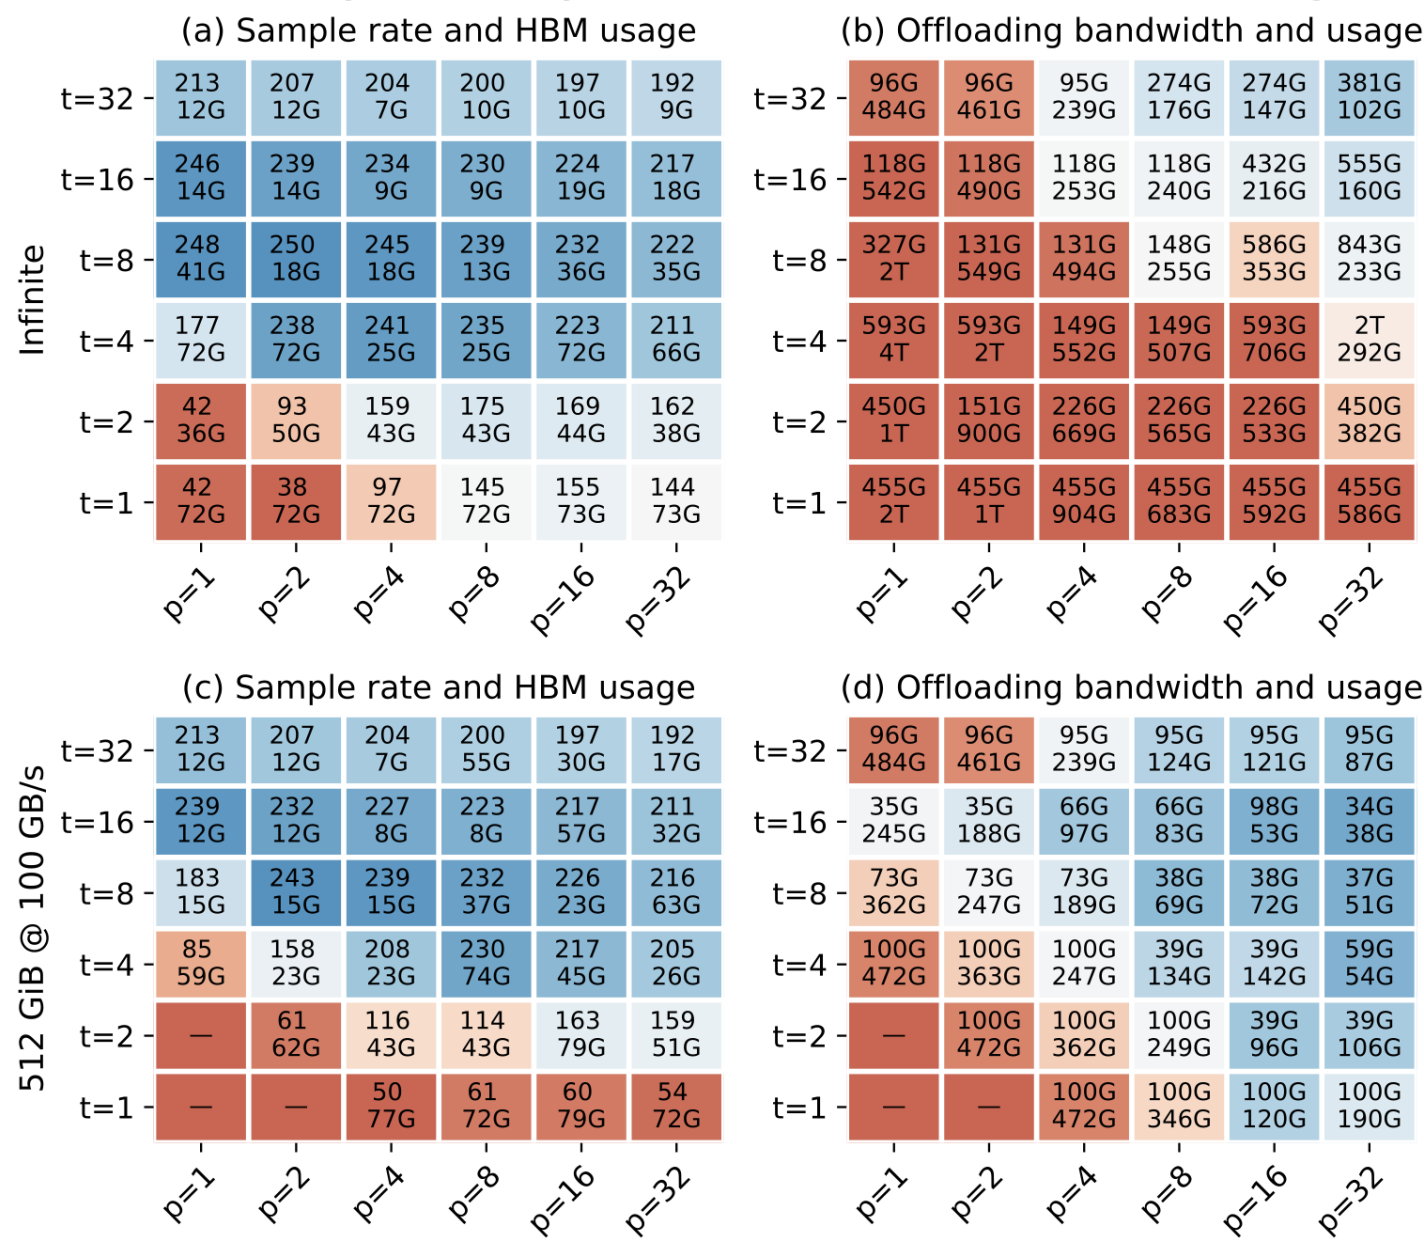 (a) Sample rate and HBM usage
t=32
213 207 204 200 197 192
12G 12G 7G 10G 10G 9G
t=16
246 239 234 230 224 217
14G 14G 9G 9G 19G 18G
t=8
248 250 245 239 232 222
41G 18G 18G 13G 36G 35G
t=4
177 238 241 235 223 211
72G 72G 25G 25G 72G 66G
t=2
42 93 159 175 169 162
36G 50G 43G 43G 44G 38G
t=1
42 38 97 145 155 144
72G 72G 72G 72G 73G 73G
p=1 p=2 p=4 p=8 p=16 p=32
Infinite
(b) Offloading bandwidth and usage
t=32
96G 96G 95G 274G 274G 381G
484G 461G 239G 176G 147G 102G
t=16
118G 118G 118G 118G 432G 555G
542G 490G 253G 240G 216G 160G
t=8
327G 131G 131G 148G 586G 843G
2T 549G 494G 255G 353G 233G
t=4
593G 593G 149G 149G 593G 2T
4T 2T 552G 507G 706G 292G
t=2
450G 151G 226G 226G 226G 450G
1T 900G 669G 565G 533G 382G
t=1
455G 455G 455G 455G 455G 455G
2T 1T 904G 683G 592G 586G
p=1 p=2 p=4 p=8 p=16 p=32
(c) Sample rate and HBM usage
t=32
213 207 204 200 197 192
12G 12G 7G 55G 30G 17G
t=16
239 232 227 223 217 211
12G 12G 8G 8G 57G 32G
t=8
183 243 239 232 226 216
15G 15G 15G 37G 23G 63G
t=4
85 158 208 230 217 205
59G 23G 23G 74G 45G 26G
t=2
— 61 116 114 163 159
62G 43G 43G 79G 51G
t=1
— — 50 61 60 54
77G 72G 79G 72G
p=1 p=2 p=4 p=8 p=16 p=32
512 GiB @ 100 GB/s
(d) Offloading bandwidth and usage
t=32
96G 96G 95G 95G 95G 95G
484G 461G 239G 124G 121G 87G
t=16
35G 35G 66G 66G 98G 34G
245G 188G 97G 83G 53G 38G
t=8
73G 73G 73G 38G 38G 37G
362G 247G 189G 69G 72G 51G
t=4
100G 100G 100G 39G 39G 59G
472G 363G 247G 134G 142G 54G
t=2
— 100G 100G 100G 39G 39G
472G 362G 249G 96G 106G
t=1
— — 100G 100G 100G 100G
472G 346G 120G 190G
p=1 p=2 p=4 p=8 p=16 p=32